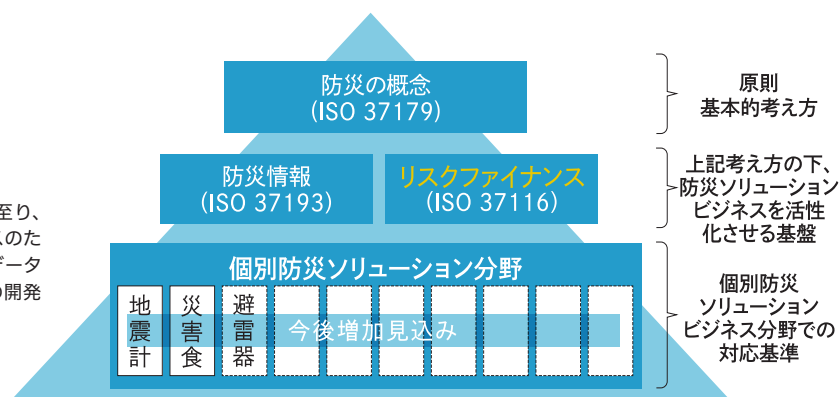 防災の概念
(ISO 37179)
原則
基本的考え方
防災情報
(ISO 37193)
リスクファイナンス
(ISO 37116)
上記考え方の下、
防災ソリューション
ビジネスを活性
化させる基盤
至り、
スのた
データ
の開発
個別防災ソリューション分野
地震計
災害食
避雷器
今後増加見込み
個別防災
ソリューション
ビジネス分野での
対応基準